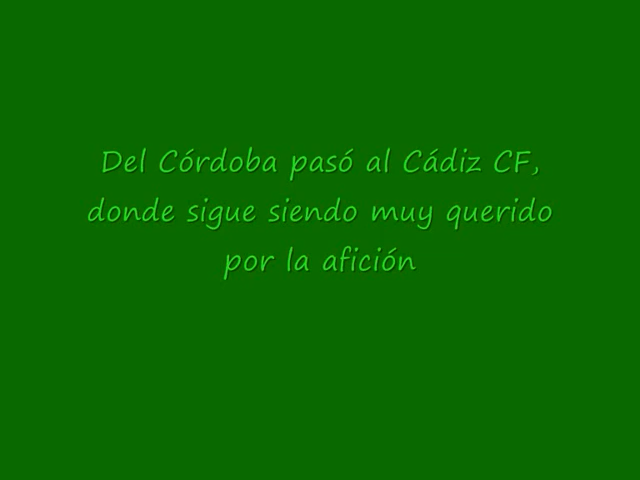 Del Córdoba pasó al Cádiz CF,
donde sigue siendo muy querido
por la afición